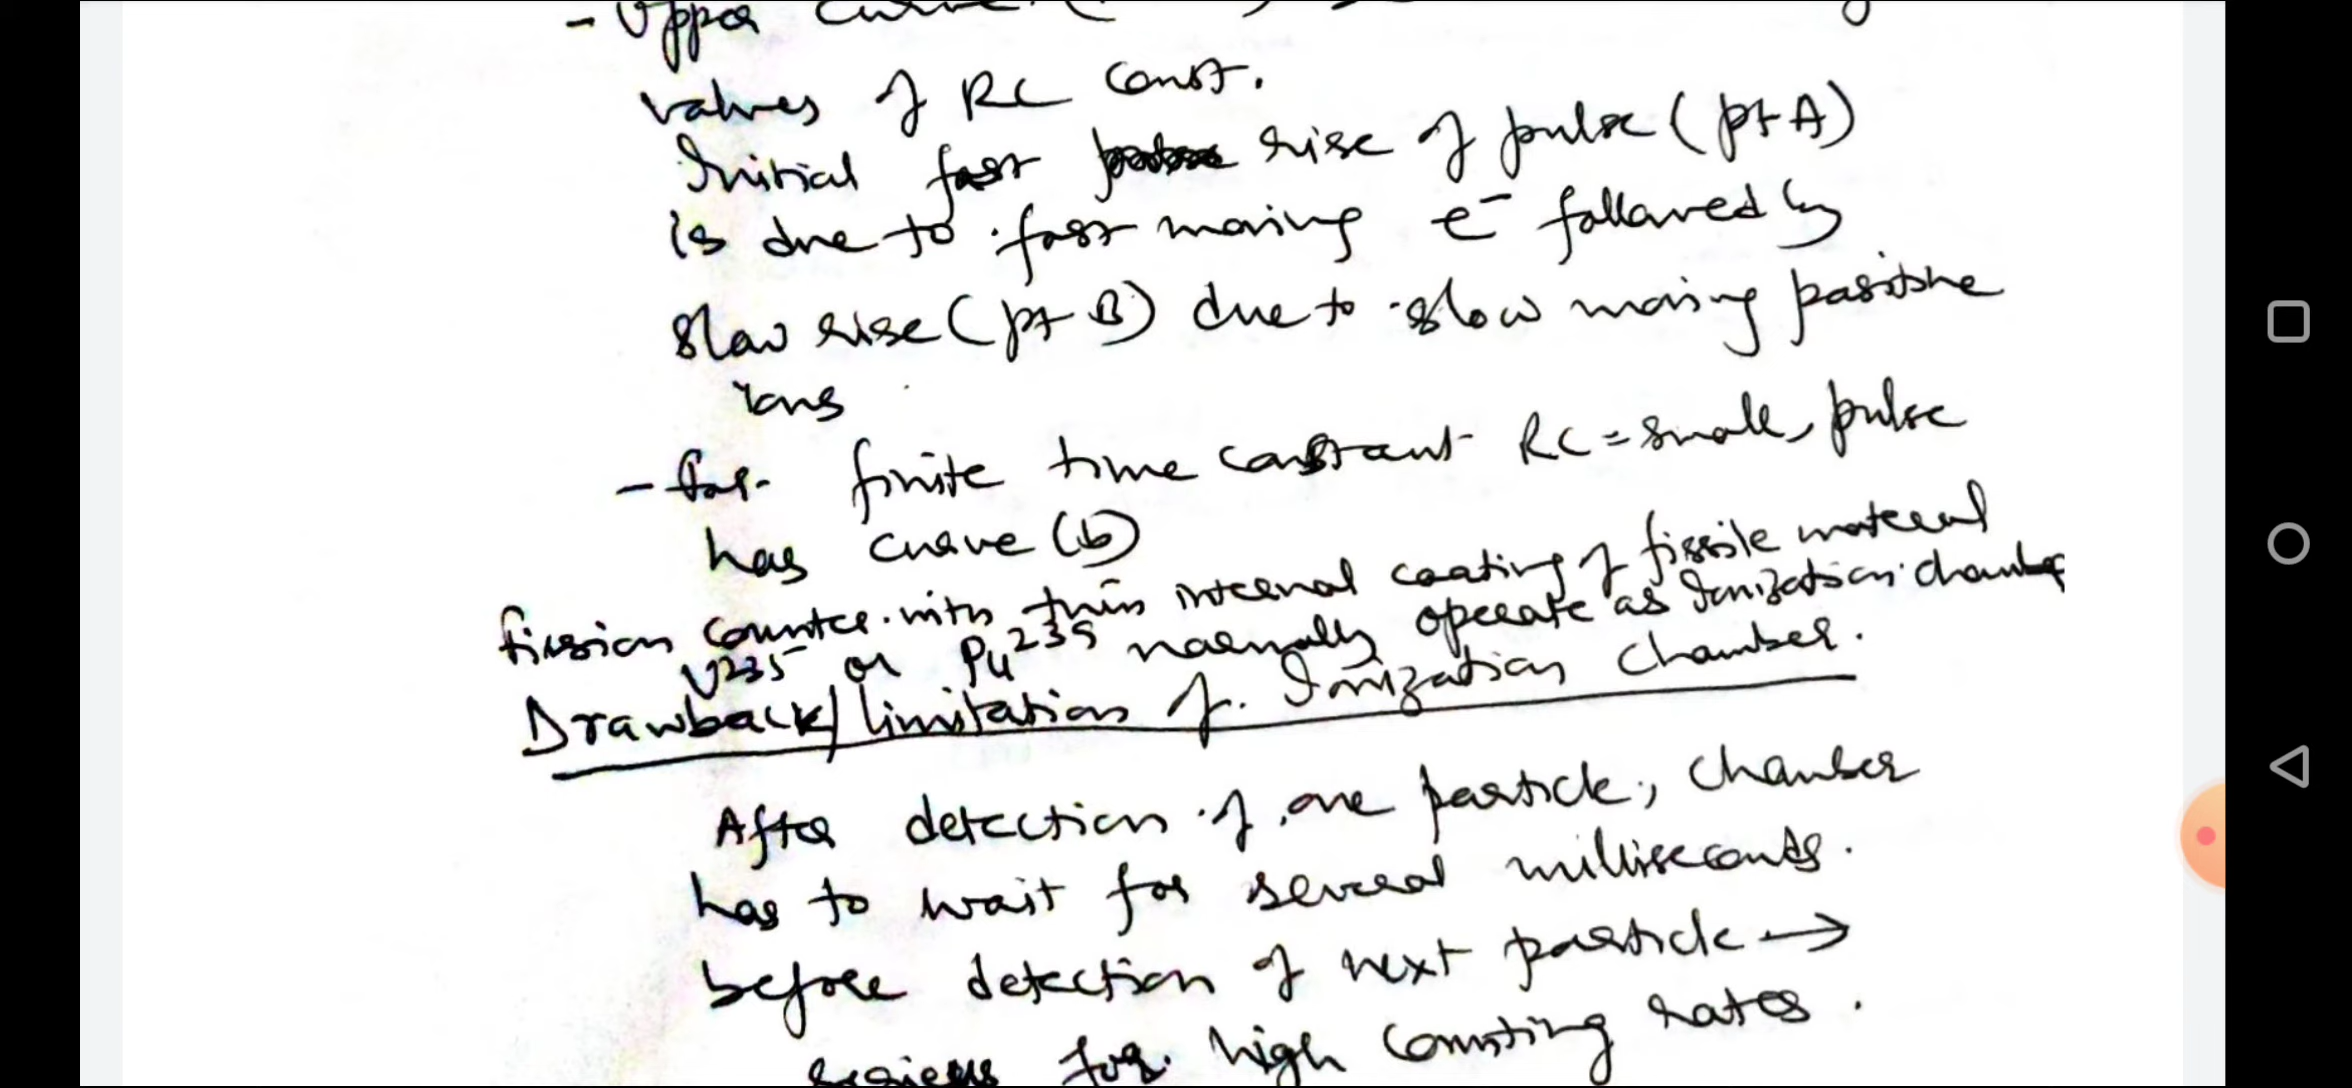 - Upper curve (
values of RC const.
Initial fast rise of pulse (pt A)
is due to fast moving e⁻ followed by
slow rise (pt B) due to slow moving positive
ions
- for finite time constant RC = small, pulse
has curve (b)
fission counter with thin internal coating of fissile material
U235 or Pu²³⁹ normally operate as Ionization chamber
Drawback/limitation of Ionization chamber.
After detection of one particle, chamber
has to wait for several milliseconds.
before detection of next particle →
serious for high counting rates.